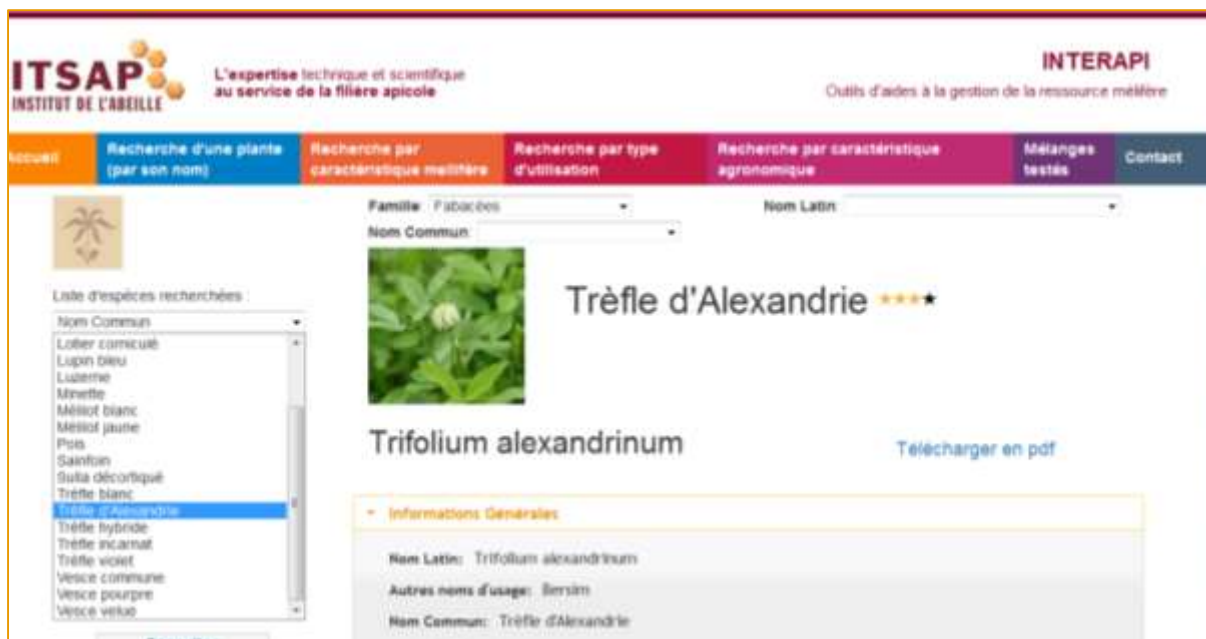 ITSAP
INSTITUT DE L'ABEILLE
L'expertise technique et scientifique
au service de la filière apicole
INTERAPI
Outils d'aides à la gestion de la ressource mélifère
Accueil
Recherche d'une plante
(par son nom)
Recherche par
caractéristique mellifère
Recherche par type
d'utilisation
Recherche par caractéristique
agronomique
Mélanges
testés
Contact
Famille Fabacées
Nom Latin
Nom Commun
Liste d'espèces recherchées :
Nom Commun
Lotier corniculé
Lupin bleu
Luzerne
Minette
Mélilot blanc
Mélilot jaune
Pois
Sainfoin
Sulla décortiqué
Trèfle blanc
Trèfle d'Alexandrie
Trèfle hybride
Trèfle incarnat
Trèfle violet
Vesce commune
Vesce pourpre
Vesce velue
Trèfle d'Alexandrie
Trifolium alexandrinum
Télécharger en pdf
Informations Générales
Nom Latin: Trifolium alexandrinum
Autres noms d'usage: Bersim
Nom Commun: Trèfle d'Alexandrie